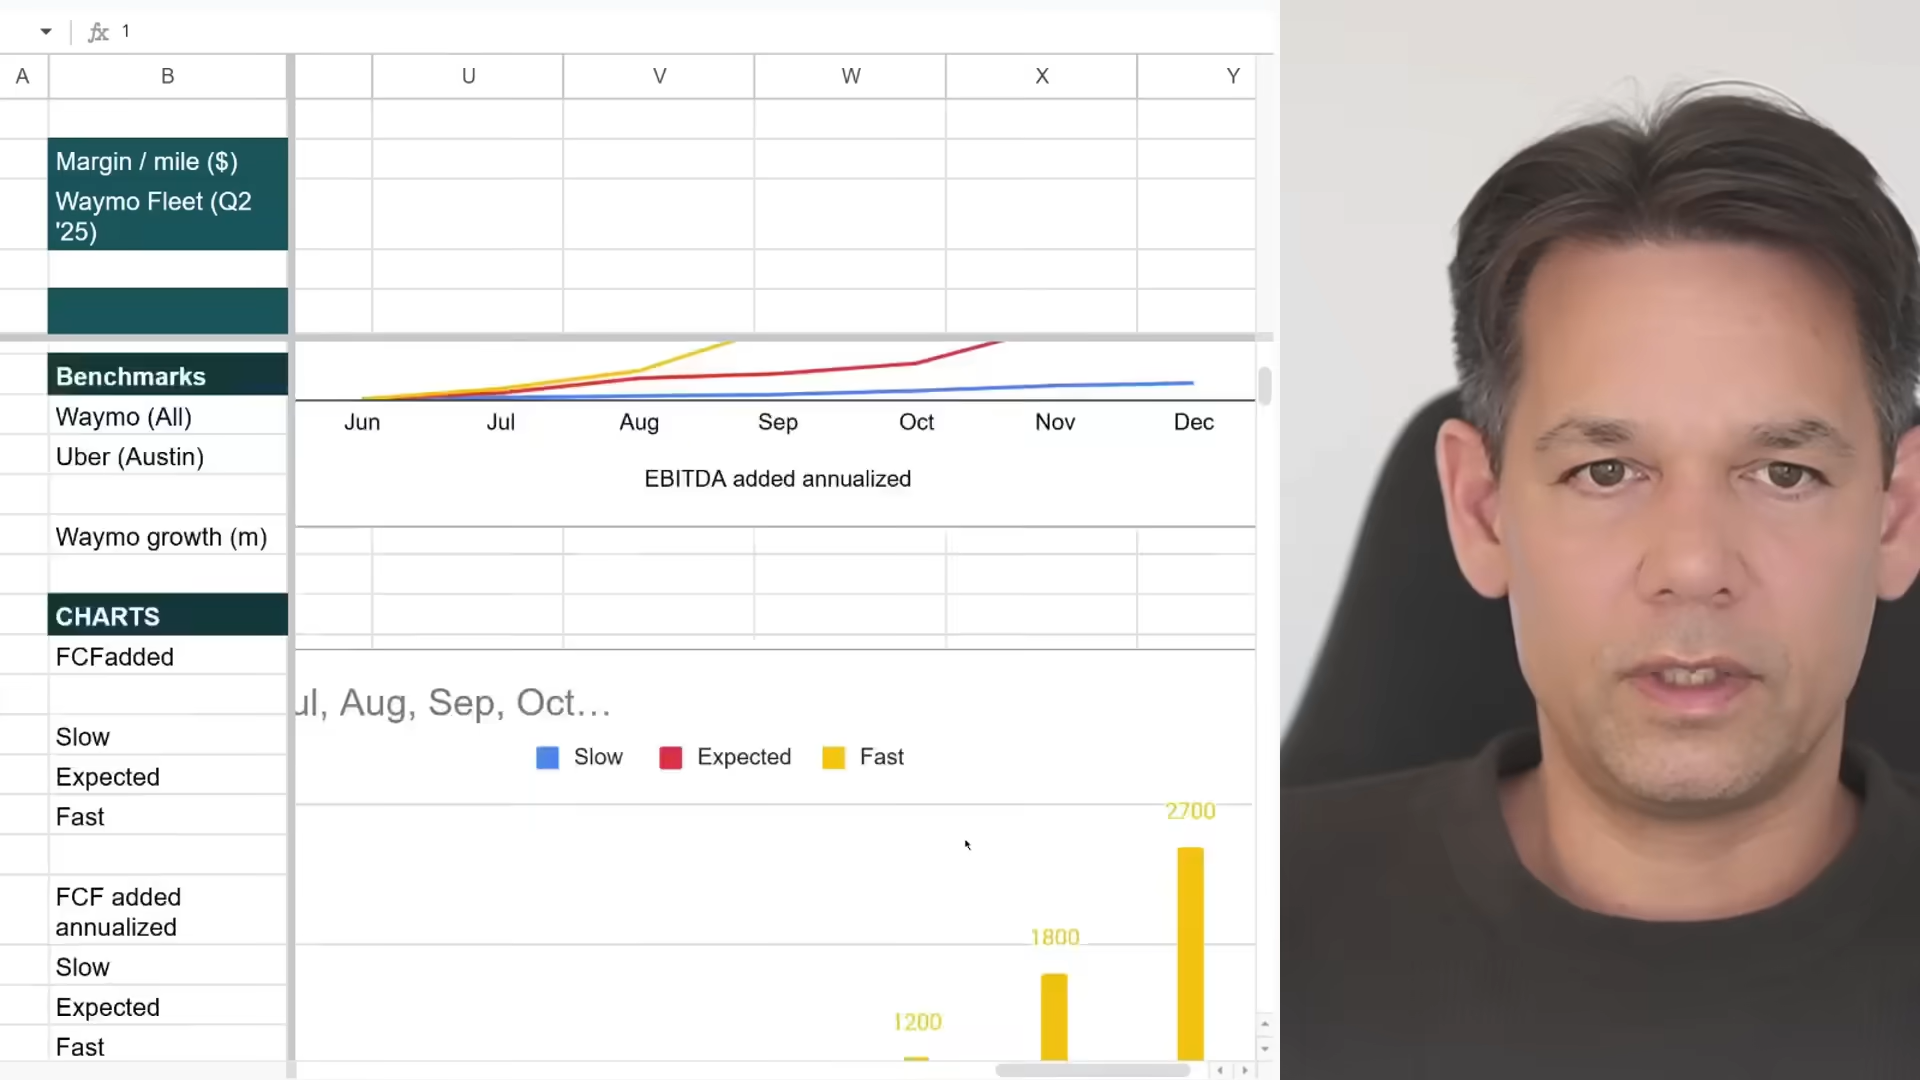 fx 1
A B U V W X Y
Margin / mile ($)
Waymo Fleet (Q2
'25)
Benchmarks
Waymo (All)
Uber (Austin)
Waymo growth (m)
CHARTS
FCFadded
Slow
Expected
Fast
FCF added
annualized
Slow
Expected
Fast
Jun Jul Aug Sep Oct Nov Dec
EBITDA added annualized
ul, Aug, Sep, Oct…
Slow Expected Fast
2700
1800
1200